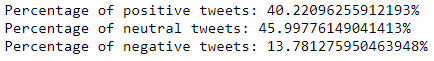 Percentage of positive tweets: 40.22096255912193%
Percentage of neutral tweets: 45.99776149041413%
Percentage of negative tweets: 13.781275950463948%